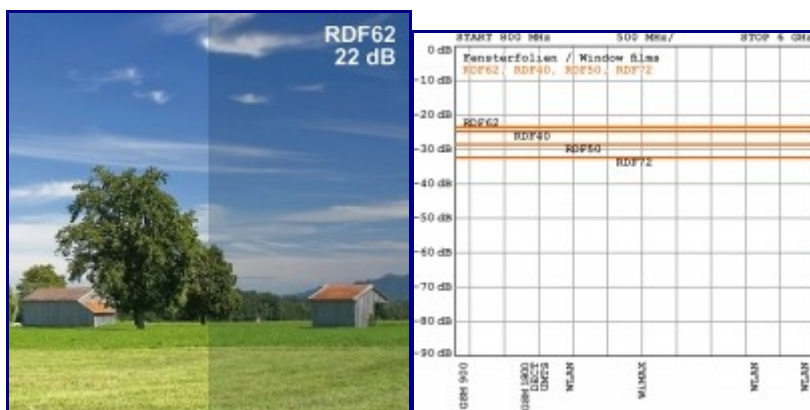 RDF62
22 dB
START 800 MHz 500 MHz/ STOP 6 GHz
Fensterfolien / Window films
RDF62, RDF40, RDF50, RDF72
0 dB
-10 dB
-20 dB
-30 dB
-40 dB
-50 dB
-60 dB
-70 dB
-80 dB
-90 dB
RDF62
RDF40
RDF50
RDF72
GSM 900
GSM 1800
DECT
UMTS
WLAN
WiMAX
WLAN
WLAN